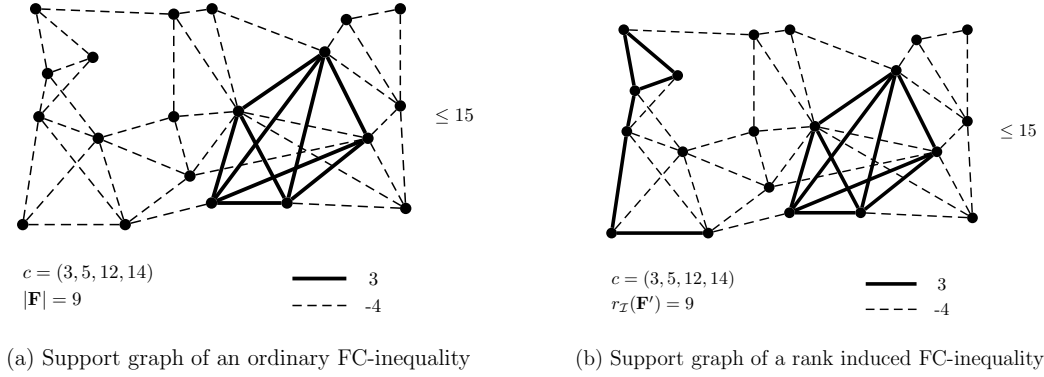 ≤ 15
c = (3, 5, 12, 14)
|F| = 9
3
-4
(a) Support graph of an ordinary FC-inequality
≤ 15
c = (3, 5, 12, 14)
r_ℐ(F′) = 9
3
-4
(b) Support graph of a rank induced FC-inequality